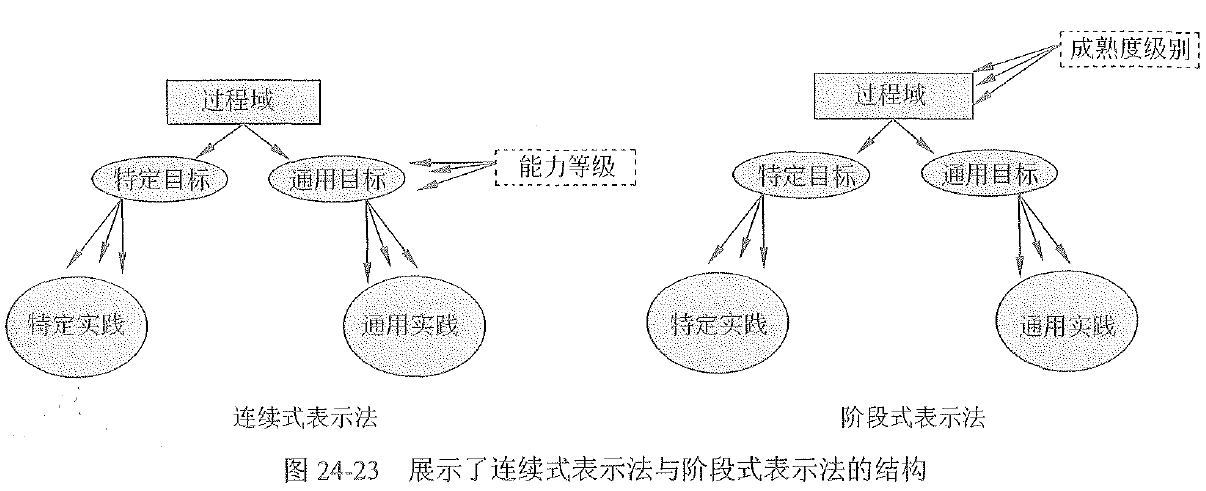 成熟度级别
过程域
过程域
能力等级
特定目标
通用目标
特定目标
通用目标
特定实践
通用实践
特定实践
通用实践
连续式表示法
阶段式表示法
图 24-23 展示了连续式表示法与阶段式表示法的结构